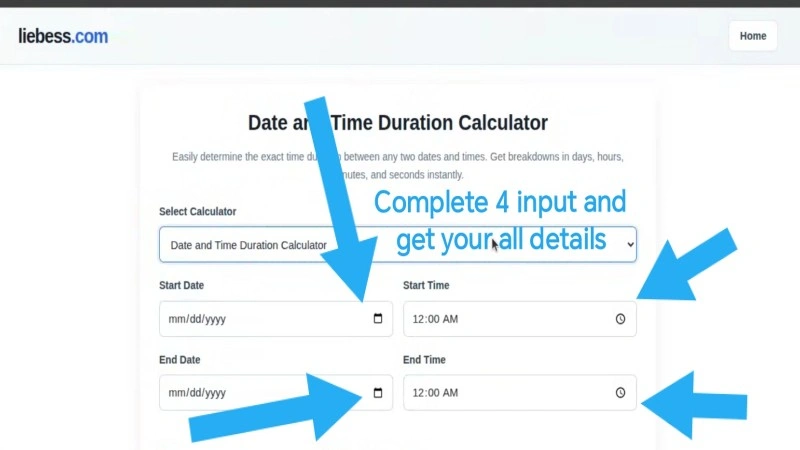 liebess.com
Home
Date and Time Duration Calculator
Easily determine the exact time between any two dates and times. Get breakdowns in days, hours,
and seconds instantly.
Complete 4 input and
get your all details
Select Calculator
Date and Time Duration Calculator
Start Date
Start Time
mm/dd/yyyy
12:00 AM
End Date
End Time
mm/dd/yyyy
12:00 AM